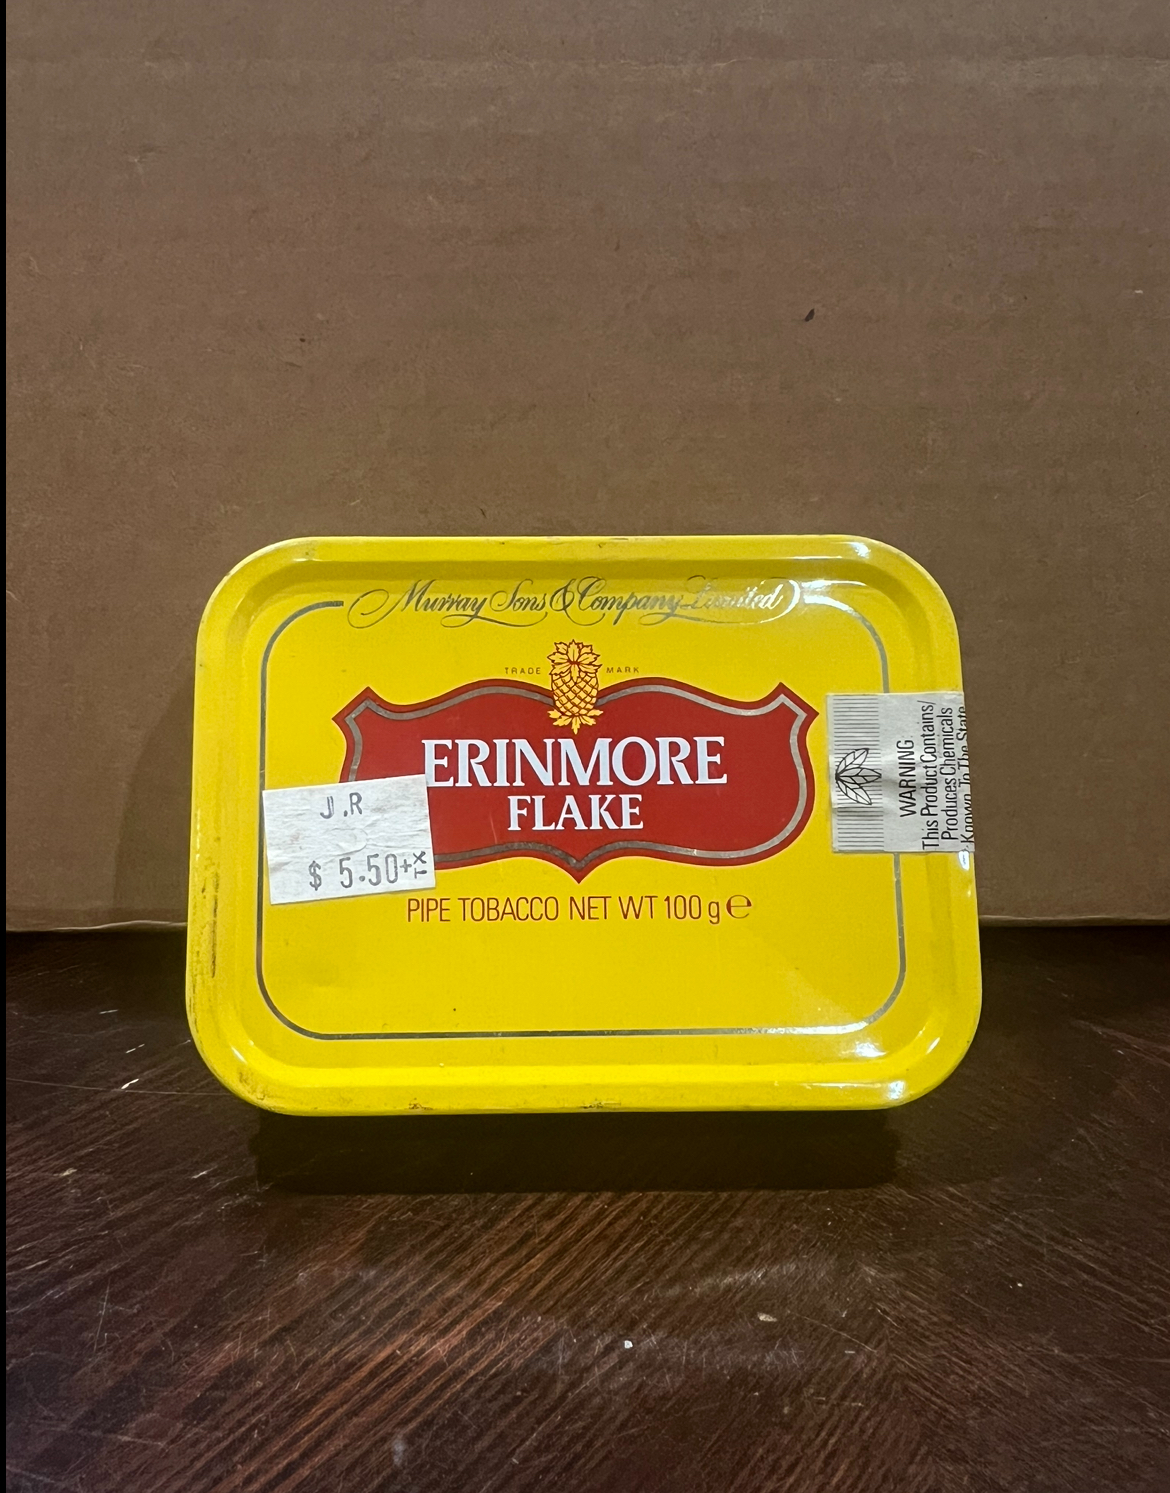 Murray Sons & Company Limited
TRADE MARK
ERINMORE
FLAKE
J.R
$ 5.50+TX
PIPE TOBACCO NET WT 100 g e
WARNING
This Product Contains/
Produces Chemicals
Known To The State